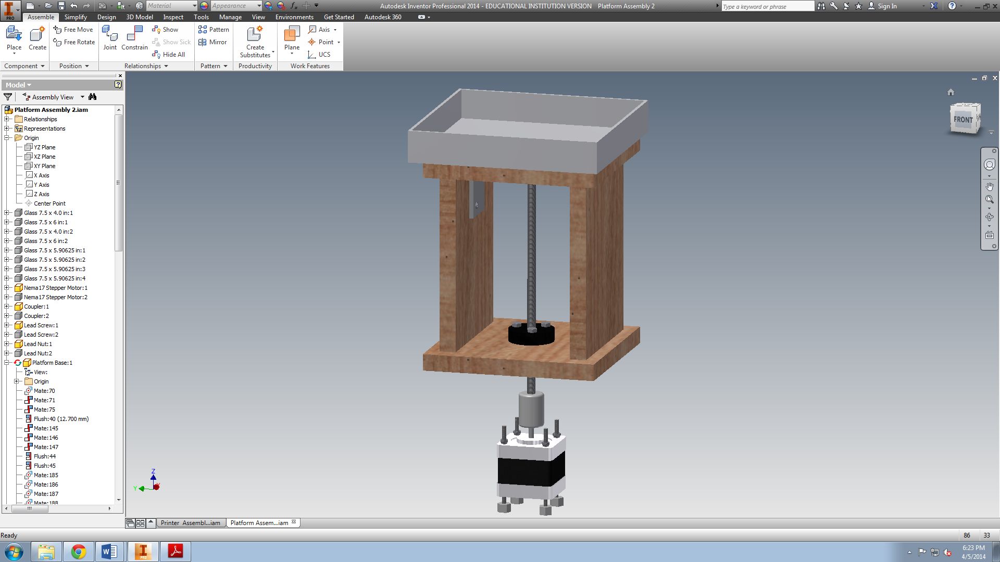 Material
Appearance
Autodesk Inventor Professional 2014 - EDUCATIONAL INSTITUTION VERSION Platform Assembly 2
Type a keyword or phrase
Sign In
PRO
Assemble Simplify Design 3D Model Inspect Tools Manage View Environments Get Started Autodesk 360
Place
Create
Free Move
Free Rotate
Joint
Constrain
Show
Show Sick
Hide All
Pattern
Mirror
Create
Substitutes
Plane
Axis
Point
UCS
Component
Position
Relationships
Pattern
Productivity
Work Features
Model
Assembly View
Platform Assembly 2.iam
Relationships
Representations
Origin
YZ Plane
XZ Plane
XY Plane
X Axis
Y Axis
Z Axis
Center Point
Glass 7.5 x 4.0 in:1
Glass 7.5 x 6 in:1
Glass 7.5 x 4.0 in:2
Glass 7.5 x 6 in:2
Glass 7.5 x 5.90625 in:1
Glass 7.5 x 5.90625 in:2
Glass 7.5 x 5.90625 in:3
Glass 7.5 x 5.90625 in:4
Nema17 Stepper Motor:1
Nema17 Stepper Motor:2
Coupler:1
Coupler:2
Lead Screw:1
Lead Screw:2
Lead Nut:1
Lead Nut:2
Platform Base:1
View:
Origin
Mate:70
Mate:71
Mate:75
Flush:40 (12.700 mm)
Mate:145
Mate:146
Mate:147
Flush:44
Flush:45
Mate:185
Mate:186
Mate:187
Mate:188
FRONT
Z
Y
X
Printer Assembl...iam
Platform Assem...iam
Ready
86 33
PRO
6:23 PM
4/5/2014